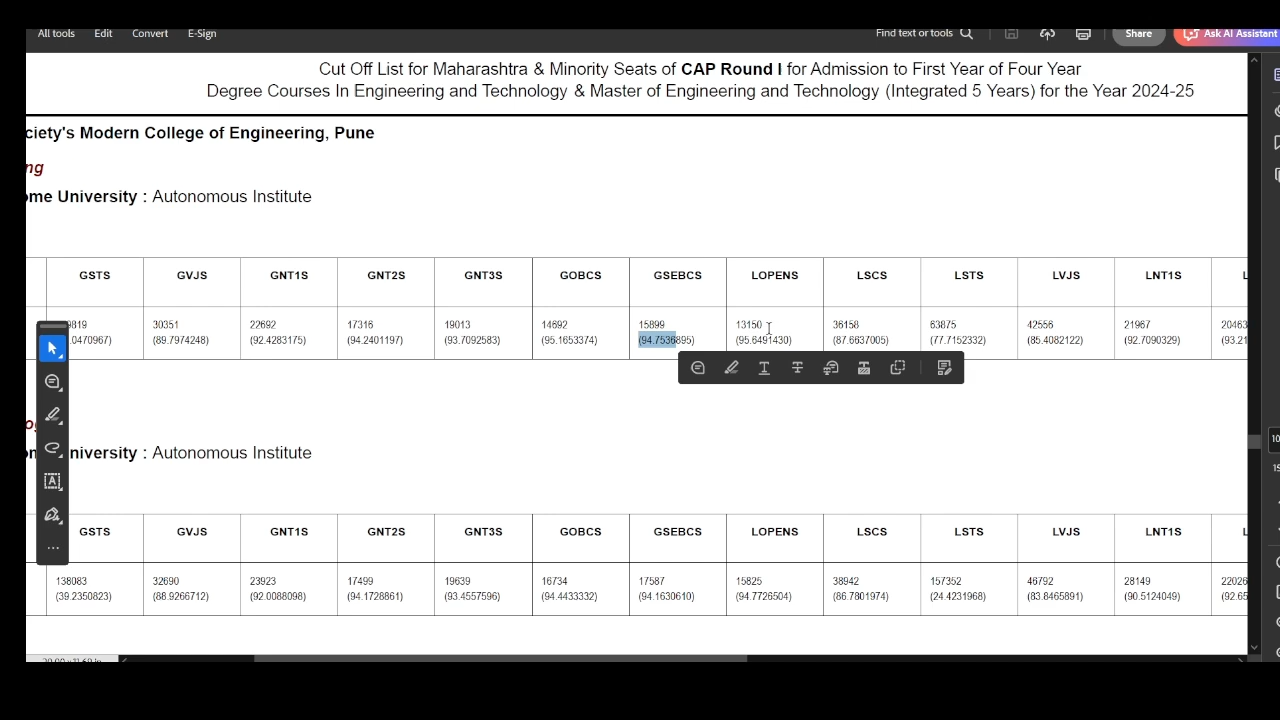 All tools Edit Convert E-Sign Find text or tools Share Ask AI Assistant
Cut Off List for Maharashtra & Minority Seats of CAP Round I for Admission to First Year of Four Year
Degree Courses In Engineering and Technology & Master of Engineering and Technology (Integrated 5 Years) for the Year 2024-25
ciety's Modern College of Engineering, Pune
ng
ome University : Autonomous Institute
GSTS GVJS GNT1S GNT2S GNT3S GOBCS GSEBCS LOPENS LSCS LSTS LVJS LNT1S L
9819 30351 22692 17316 19013 14692 15899 13150 36158 63875 42556 21967 20463
.0470967) (89.7974248) (92.4283175) (94.2401197) (93.7092583) (95.1653374) (94.7536895) (95.6491430) (87.6637005) (77.7152332) (85.4082122) (92.7090329) (93.21
niversity : Autonomous Institute
GSTS GVJS GNT1S GNT2S GNT3S GOBCS GSEBCS LOPENS LSCS LSTS LVJS LNT1S L
138083 32690 23923 17499 19639 16734 17587 15825 38942 157352 46792 28149 22026
(39.2350823) (88.9266712) (92.0088098) (94.1728861) (93.4557596) (94.4433332) (94.1630610) (94.7726504) (86.7801974) (24.4231968) (83.8465891) (90.5124049) (92.65